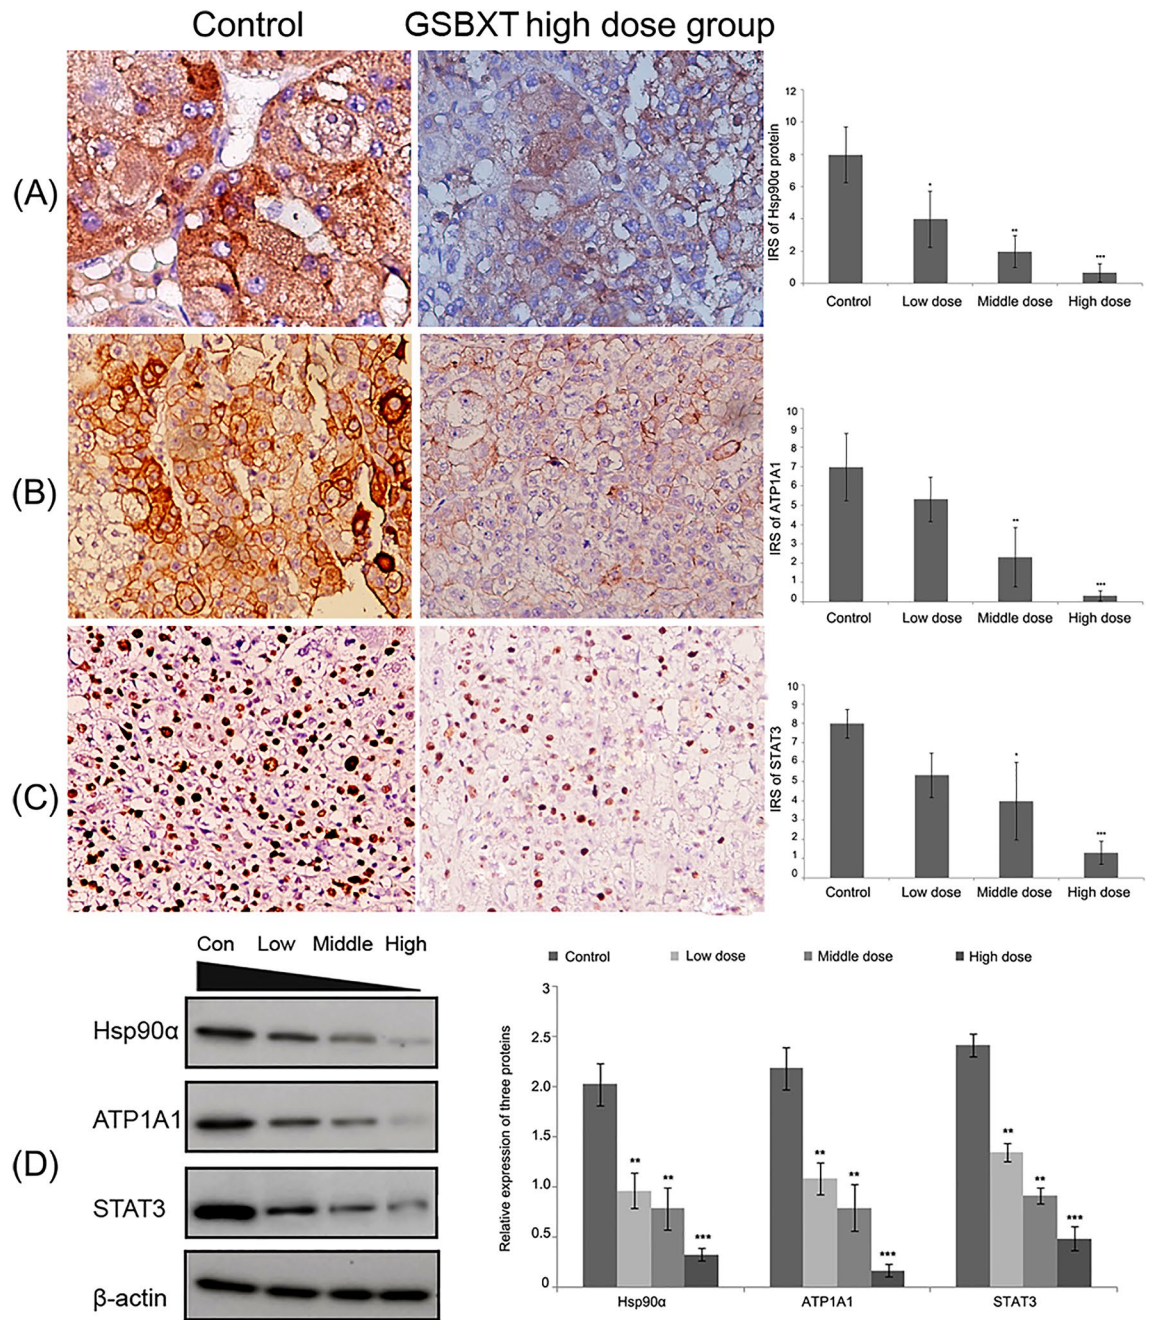 Control GSBXT high dose group
(A)
IRS of Hsp90α protein
12
10
8
6
4
2
0
*
**
***
Control Low dose Middle dose High dose
(B)
IRS of ATP1A1
10
9
8
7
6
5
4
3
2
1
0
**
***
Control Low dose Middle dose High dose
(C)
IRS of STAT3
10
9
8
7
6
5
4
3
2
1
0
*
***
Control Low dose Middle dose High dose
(D)
Con Low Middle High
Hsp90α
ATP1A1
STAT3
β-actin
Control Low dose Middle dose High dose
Relative expression of three proteins
3
2.5
2.0
1.5
1.0
0.5
0
** ** ***
** ** ***
** ** ***
Hsp90α ATP1A1 STAT3